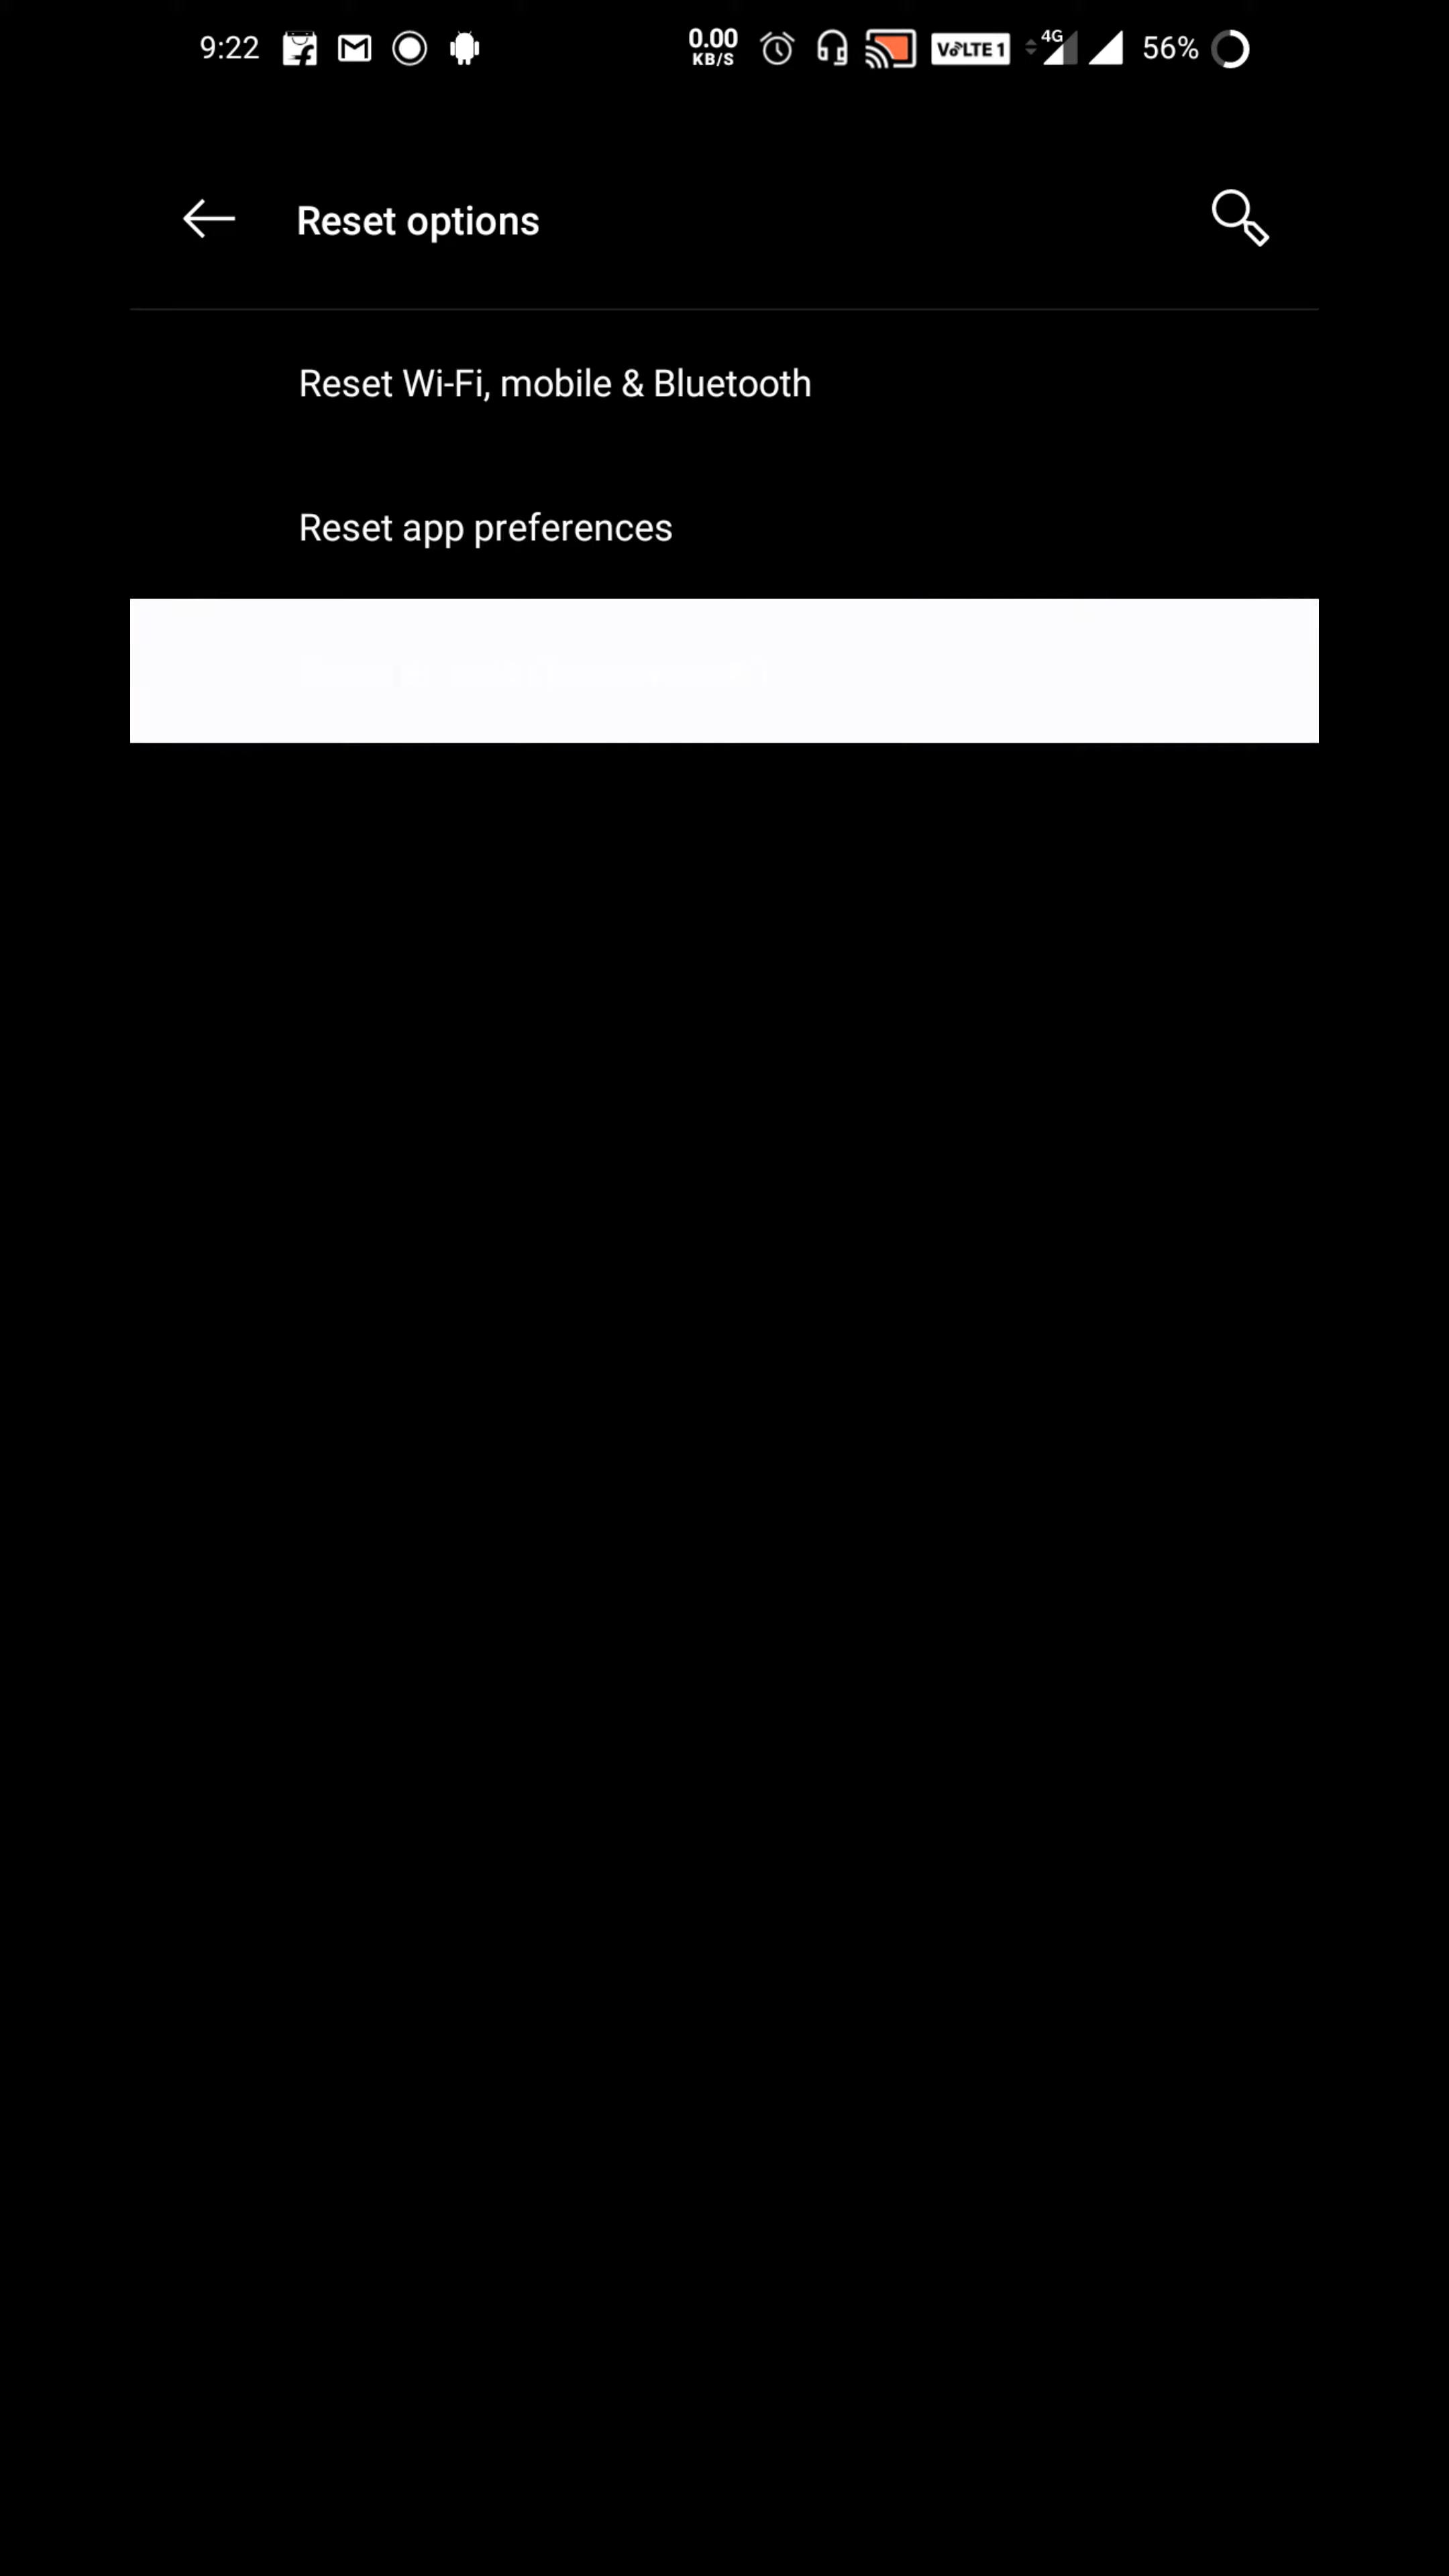 9:22 0.00 KB/S VoLTE 1 4G 56%
Reset options
Reset Wi-Fi, mobile & Bluetooth
Reset app preferences